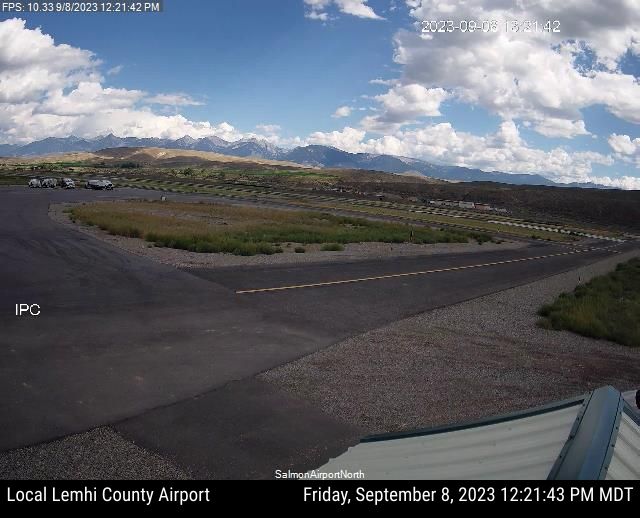 FPS: 10.33 9/8/2023 12:21:42 PM
2023-09-08 13:21:42
IPC
SalmonAirportNorth
Local Lemhi County Airport
Friday, September 8, 2023 12:21:43 PM MDT